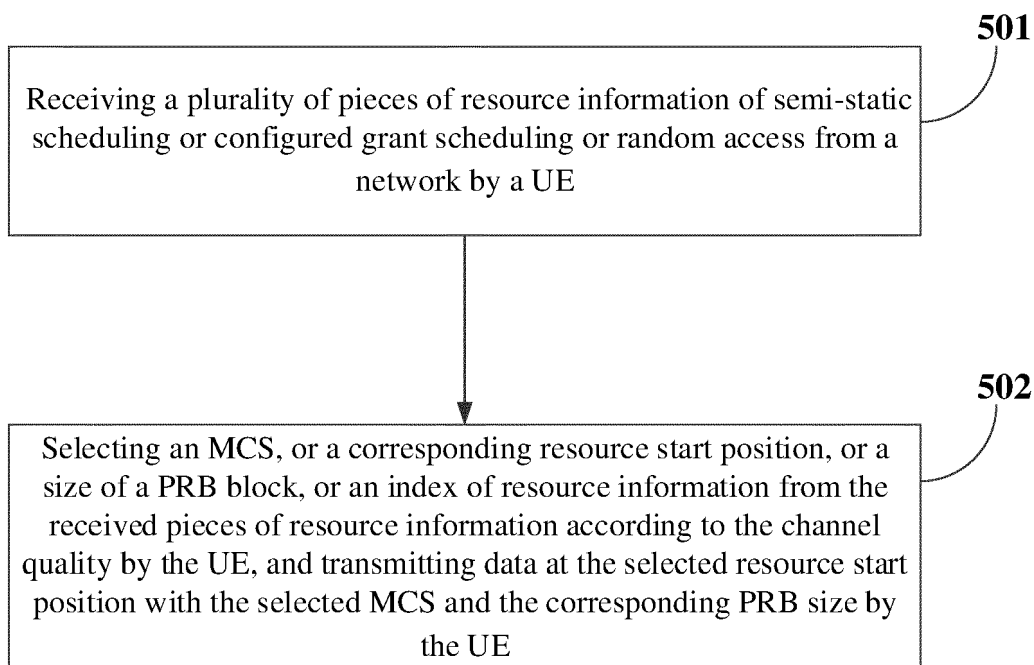 501
Receiving a plurality of pieces of resource information of semi-static
scheduling or configured grant scheduling or random access from a
network by a UE
502
Selecting an MCS, or a corresponding resource start position, or a
size of a PRB block, or an index of resource information from the
received pieces of resource information according to the channel
quality by the UE, and transmitting data at the selected resource start
position with the selected MCS and the corresponding PRB size by
the UE